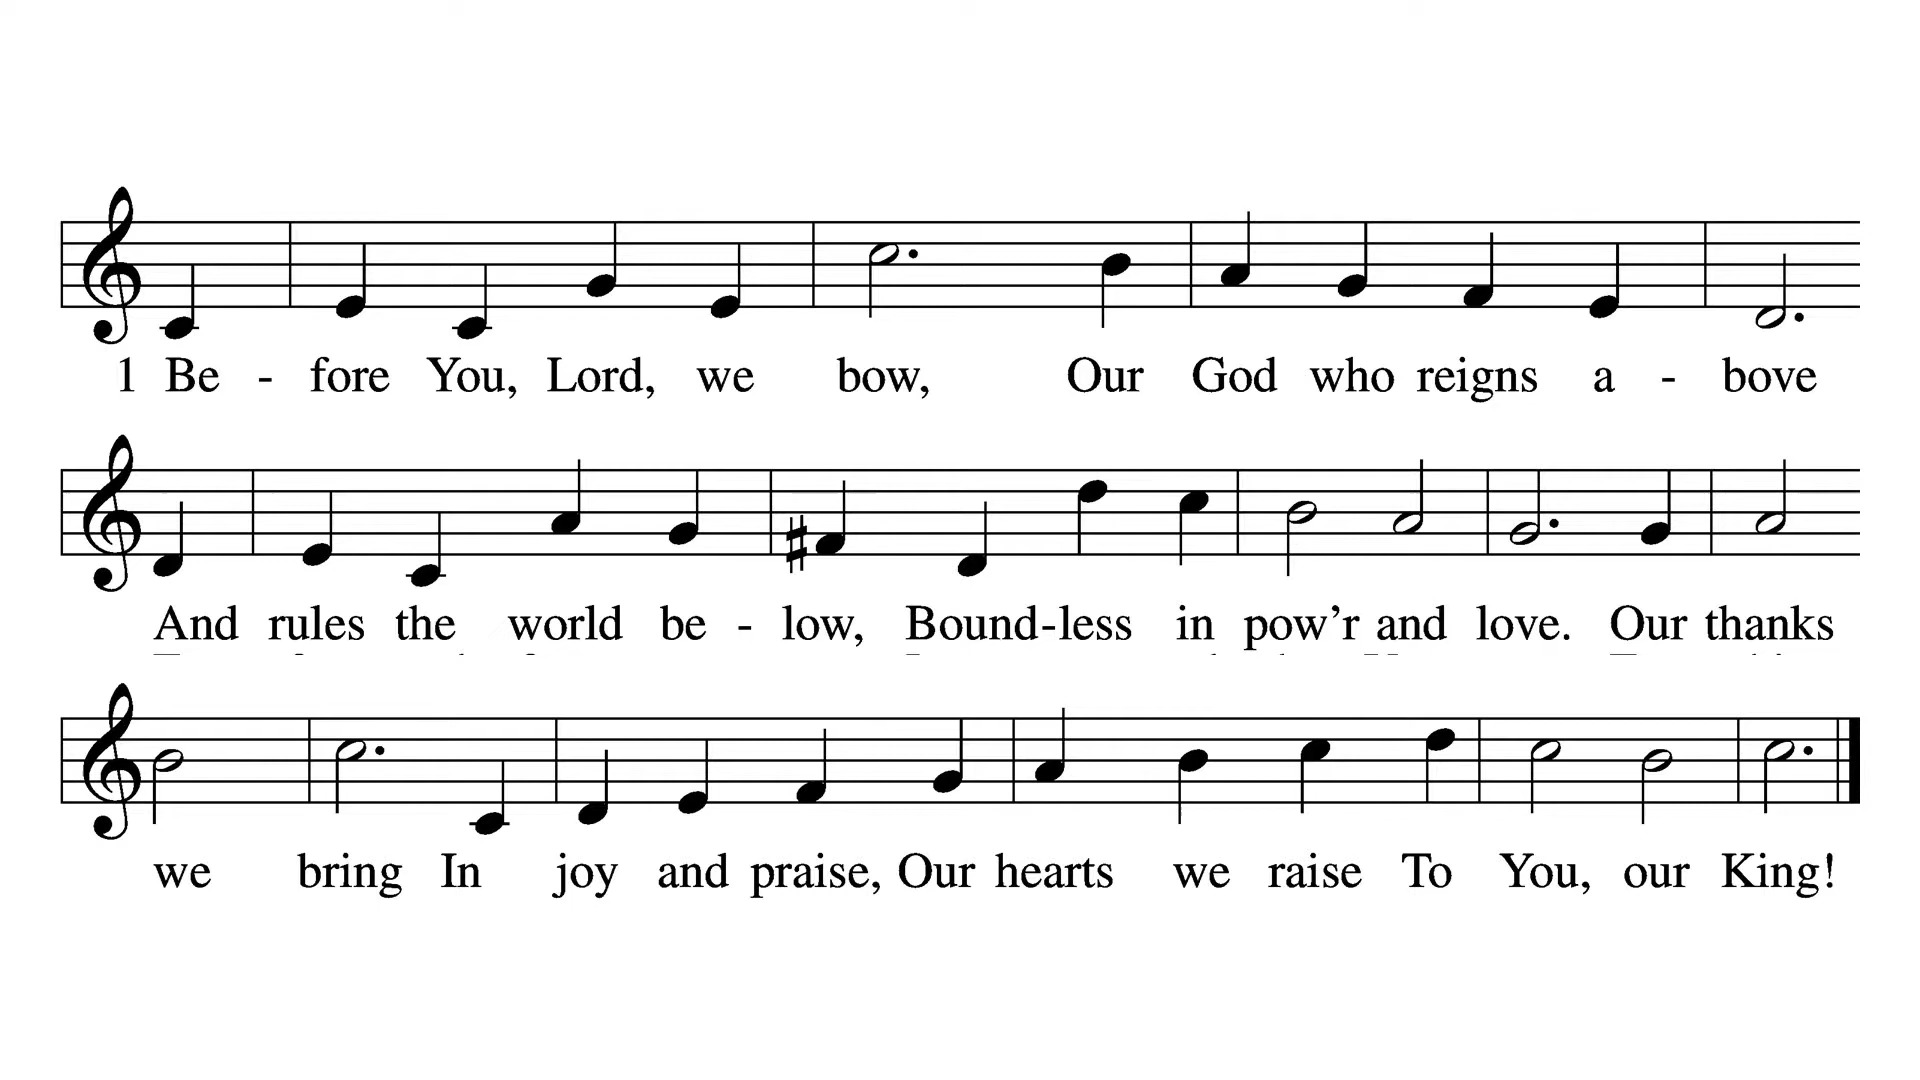 1 Be - fore You, Lord, we bow, Our God who reigns a - bove
And rules the world be - low, Bound-less in pow’r and love. Our thanks
we bring In joy and praise, Our hearts we raise To You, our King!